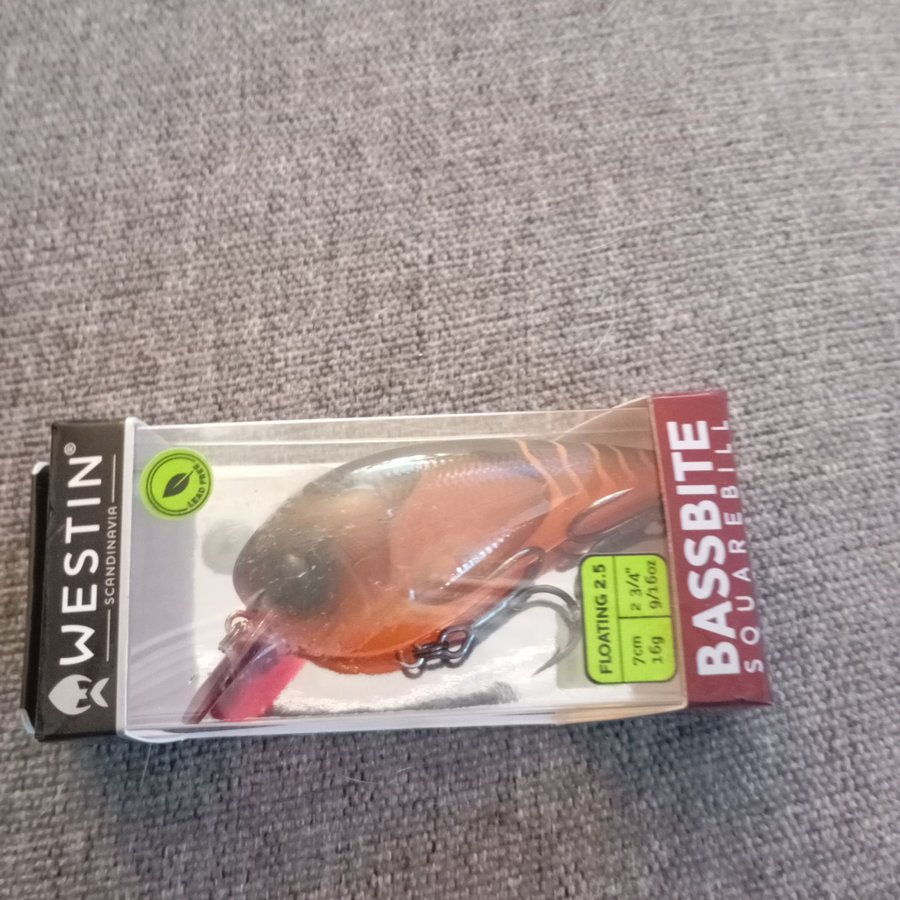 WESTIN®
SCANDINAVIA
LEAD FREE
FLOATING 2.5
7cm 2 3/4"
16g 9/16oz
BASSBITE
SQUAREBILL